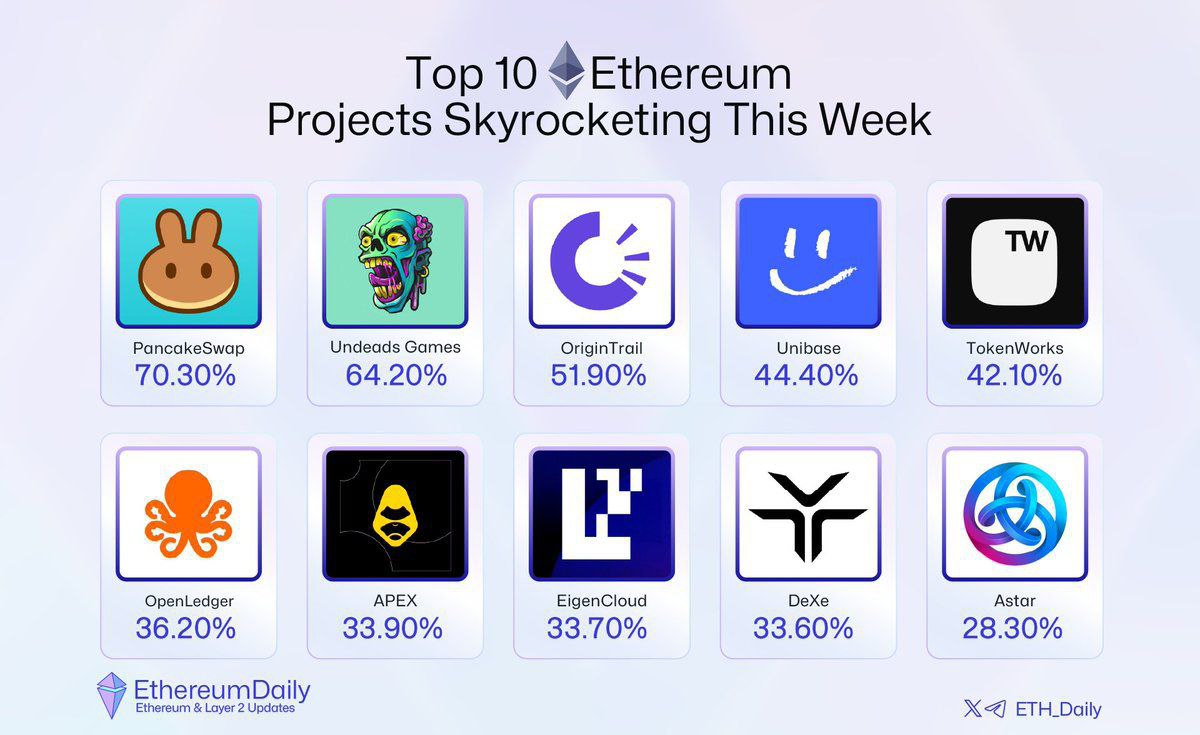 Top 10 Ethereum
Projects Skyrocketing This Week
PancakeSwap
70.30%
Undeads Games
64.20%
OriginTrail
51.90%
Unibase
44.40%
TW
TokenWorks
42.10%
OpenLedger
36.20%
APEX
33.90%
EigenCloud
33.70%
DeXe
33.60%
Astar
28.30%
EthereumDaily
Ethereum & Layer 2 Updates
ETH_Daily